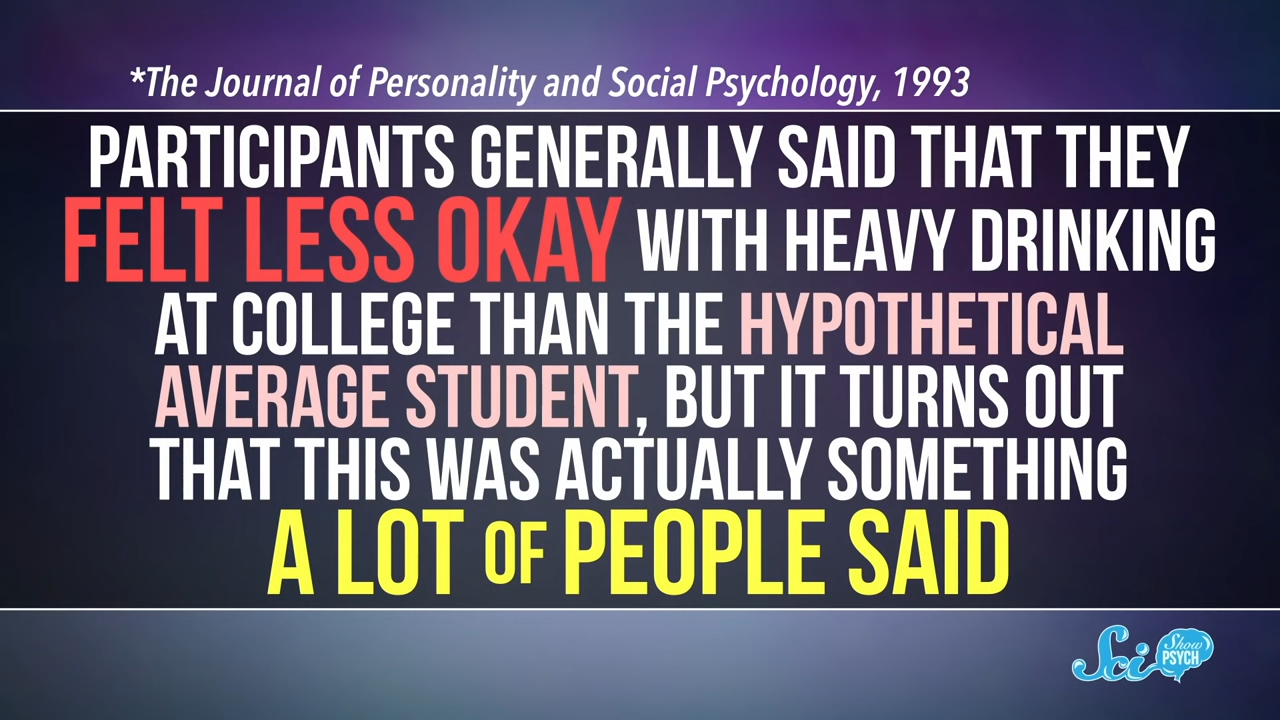 *The Journal of Personality and Social Psychology, 1993
PARTICIPANTS GENERALLY SAID THAT THEY
FELT LESS OKAY WITH HEAVY DRINKING
AT COLLEGE THAN THE HYPOTHETICAL
AVERAGE STUDENT, BUT IT TURNS OUT
THAT THIS WAS ACTUALLY SOMETHING
A LOT OF PEOPLE SAID
Sci Show PSYCH